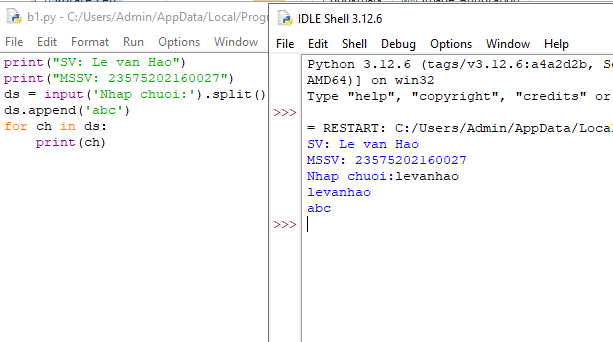 b1.py - C:/Users/Admin/AppData/Local/Progr
File Edit Format Run Options Window
print("SV: Le van Hao")
print("MSSV: 23575202160027")
ds = input('Nhap chuoi:').split()
ds.append('abc')
for ch in ds:
    print(ch)
IDLE Shell 3.12.6
File Edit Shell Debug Options Window Help
Python 3.12.6 (tags/v3.12.6:a4a2d2b, Se
AMD64)] on win32
Type "help", "copyright", "credits" or
>>>
= RESTART: C:/Users/Admin/AppData/Local
SV: Le van Hao
MSSV: 23575202160027
Nhap chuoi:levanhao
levanhao
abc
>>>